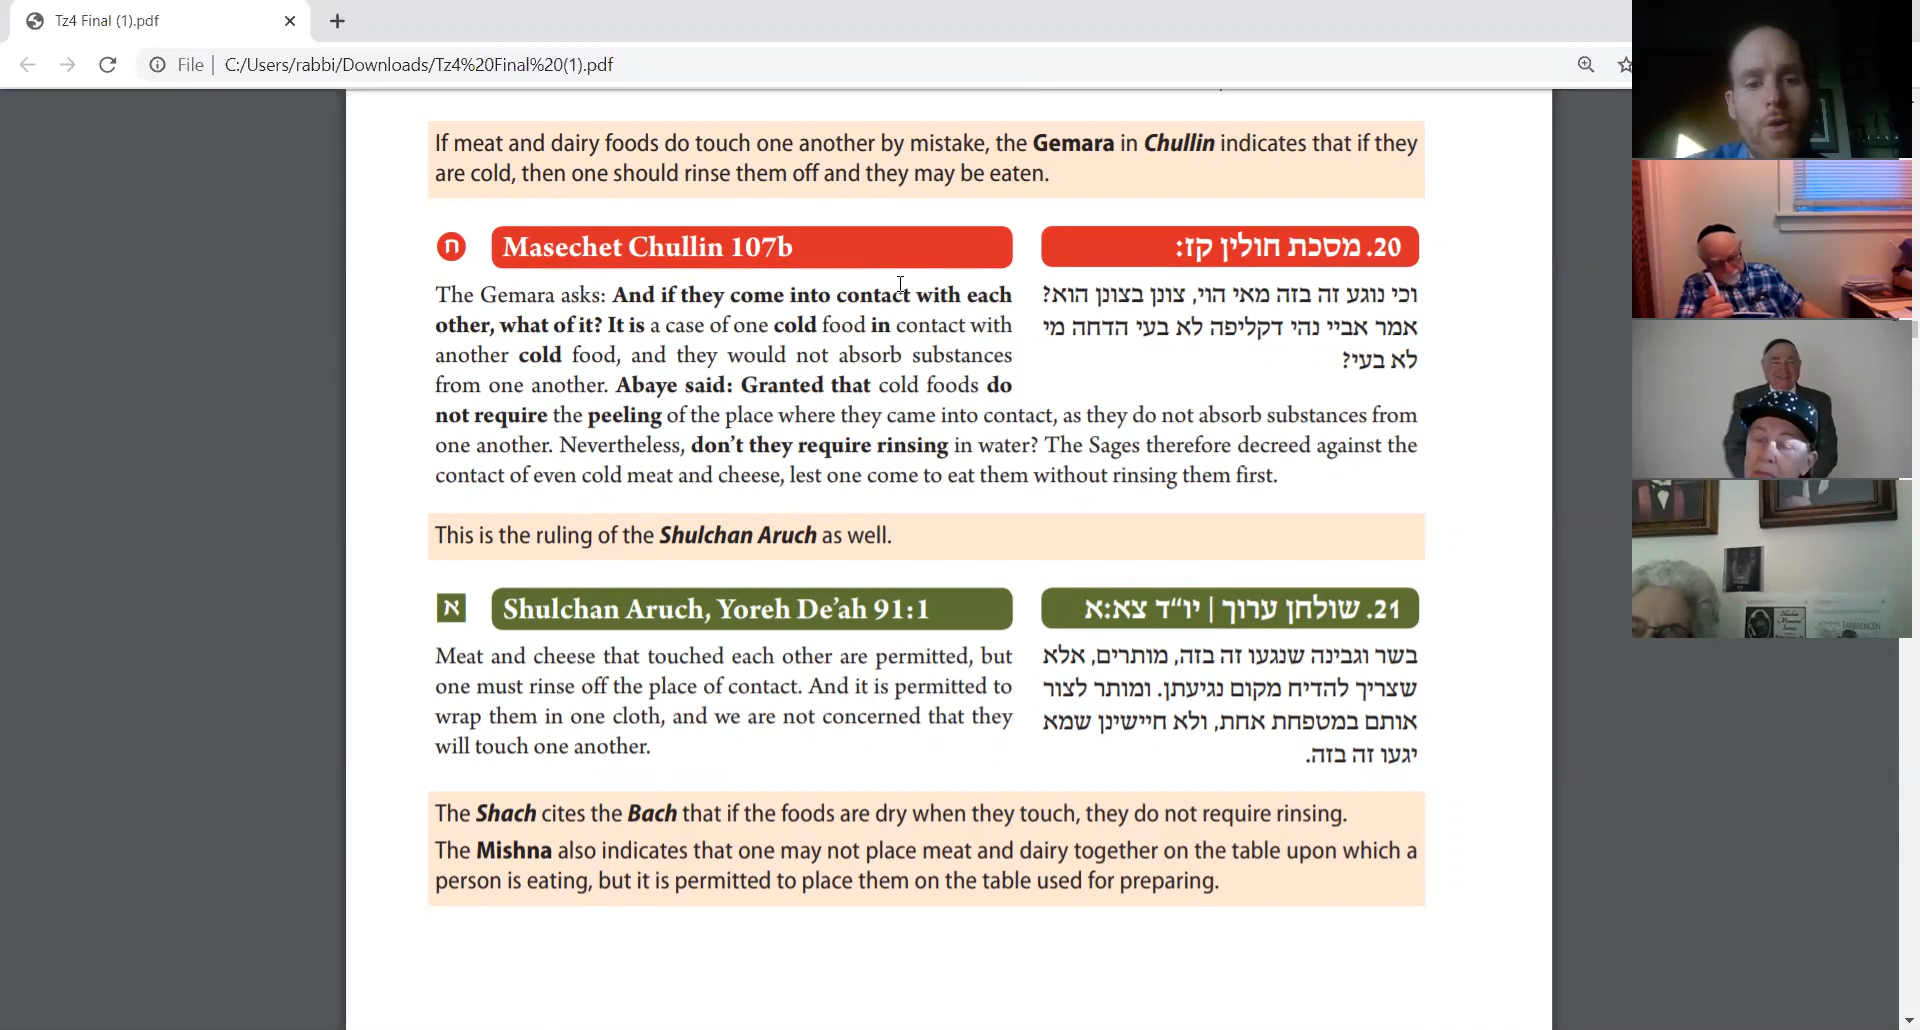 Tz4 Final (1).pdf
File
C:/Users/rabbi/Downloads/Tz4%20Final%20(1).pdf
If meat and dairy foods do touch one another by mistake, the Gemara in Chullin indicates that if they
are cold, then one should rinse them off and they may be eaten.
ח
Masechet Chullin 107b
20. מסכת חולין קז:
The Gemara asks: And if they come into contact with each
other, what of it? It is a case of one cold food in contact with
another cold food, and they would not absorb substances
from one another. Abaye said: Granted that cold foods do
not require the peeling of the place where they came into contact, as they do not absorb substances from
one another. Nevertheless, don't they require rinsing in water? The Sages therefore decreed against the
contact of even cold meat and cheese, lest one come to eat them without rinsing them first.
וכי נוגע זה בזה מאי הוי, צונן בצונן הוא?
אמר אביי נהי דקליפה לא בעי הדחה מי
לא בעי?
This is the ruling of the Shulchan Aruch as well.
א
Shulchan Aruch, Yoreh De'ah 91:1
21. שולחן ערוך | יו"ד צא:א
Meat and cheese that touched each other are permitted, but
one must rinse off the place of contact. And it is permitted to
wrap them in one cloth, and we are not concerned that they
will touch one another.
בשר וגבינה שנגעו זה בזה, מותרים, אלא
שצריך להדיח מקום נגיעתן. ומותר לצור
אותם במטפחת אחת, ולא חיישינן שמא
יגעו זה בזה.
The Shach cites the Bach that if the foods are dry when they touch, they do not require rinsing.
The Mishna also indicates that one may not place meat and dairy together on the table upon which a
person is eating, but it is permitted to place them on the table used for preparing.